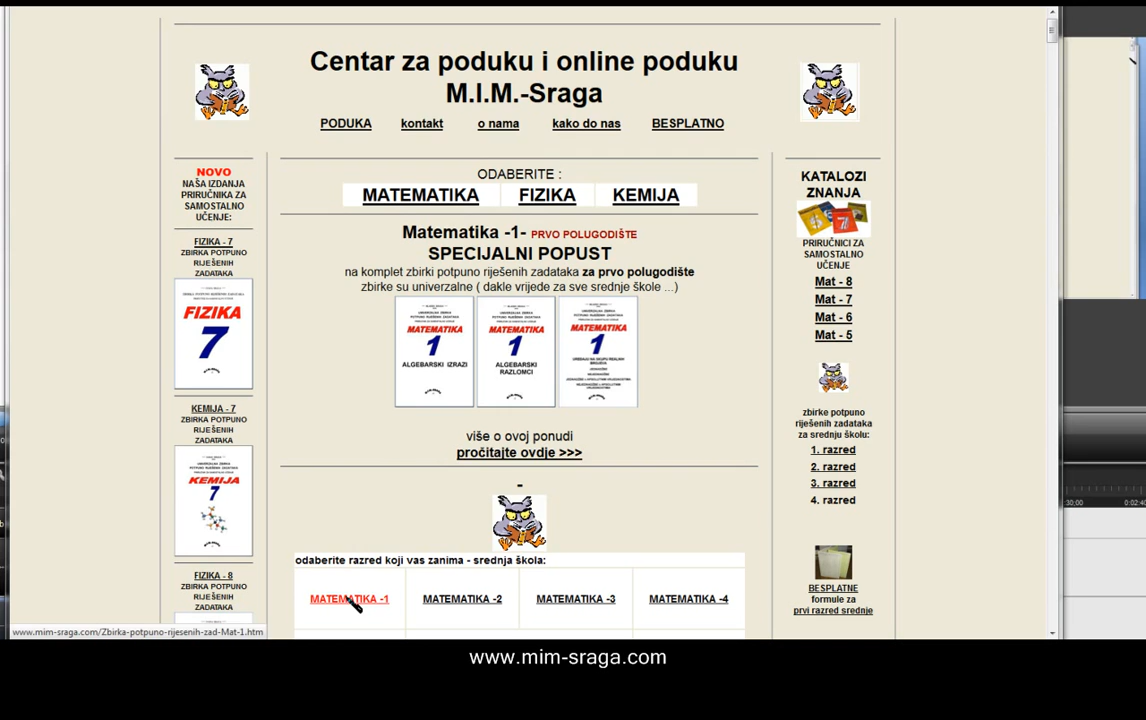 Centar za poduku i online poduku
M.I.M.-Sraga
PODUKA kontakt o nama kako do nas BESPLATNO
NOVO
NAŠA IZDANJA
PRIRUČNIKA ZA
SAMOSTALNO
UČENJE:
FIZIKA - 7
ZBIRKA POTPUNO
RIJEŠENIH
ZADATAKA
FIZIKA
7
KEMIJA - 7
ZBIRKA POTPUNO
RIJEŠENIH
ZADATAKA
KEMIJA
7
FIZIKA - 8
ZBIRKA POTPUNO
RIJEŠENIH
ZADATAKA
ODABERITE :
MATEMATIKA FIZIKA KEMIJA
Matematika -1- PRVO POLUGODIŠTE
SPECIJALNI POPUST
na komplet zbirki potpuno riješenih zadataka za prvo polugodište
zbirke su univerzalne ( dakle vrijede za sve srednje škole ...)
MATEMATIKA
1
ALGEBARSKI IZRAZI
MATEMATIKA
1
ALGEBARSKI
RAZLOMCI
MATEMATIKA
1
više o ovoj ponudi
pročitajte ovdje >>>
-
odaberite razred koji vas zanima - srednja škola:
MATEMATIKA -1 MATEMATIKA -2 MATEMATIKA -3 MATEMATIKA -4
KATALOZI
ZNANJA
PRIRUČNICI ZA
SAMOSTALNO
UČENJE
Mat - 8
Mat - 7
Mat - 6
Mat - 5
zbirke potpuno
riješenih zadataka
za srednju školu:
1. razred
2. razred
3. razred
4. razred
BESPLATNE
formule za
prvi razred srednje
www.mim-sraga.com/Zbirka-potpuno-rijesenih-zad-Mat-1.htm
:30:00 0:02:40
www.mim-sraga.com